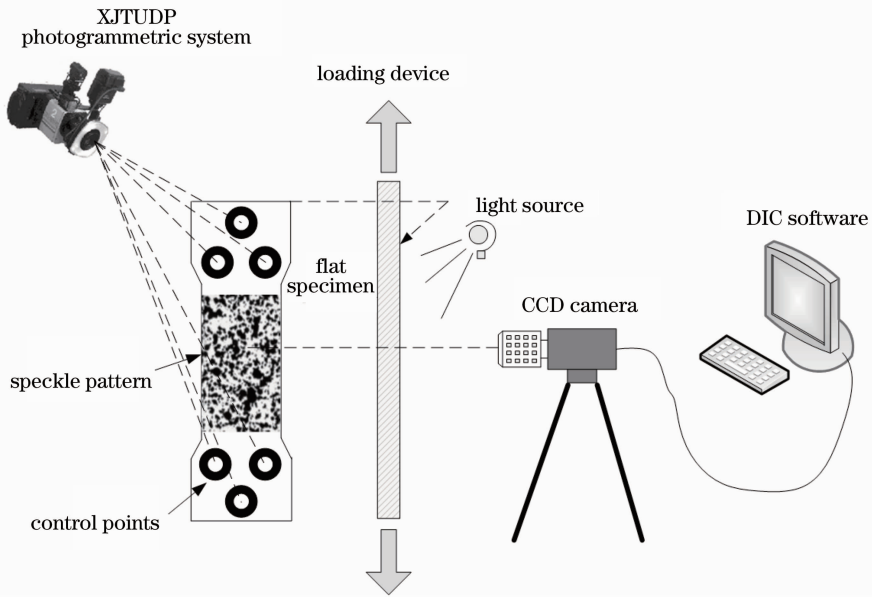 XJTUDP
photogrammetric system
loading device
light source
DIC software
flat
specimen
CCD camera
speckle pattern
control points